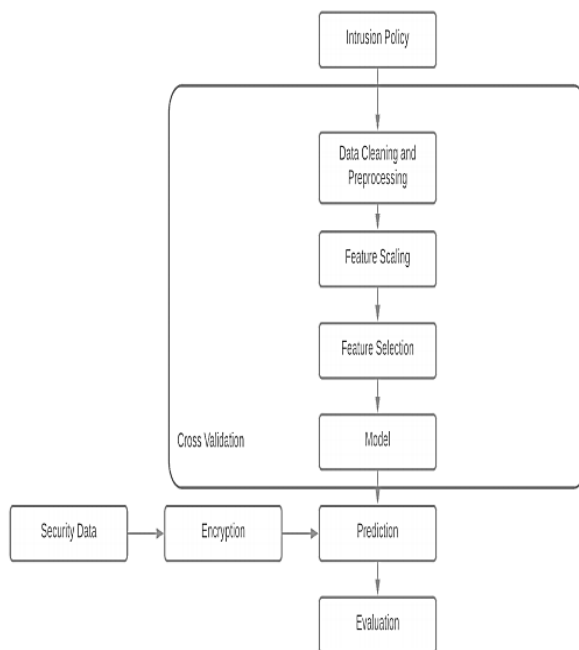 Intrusion Policy
Data Cleaning and
Preprocessing
Feature Scaling
Feature Selection
Cross Validation
Model
Security Data
Encryption
Prediction
Evaluation